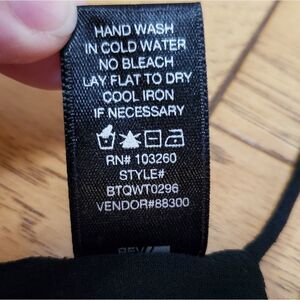 HAND WASH
IN COLD WATER
NO BLEACH
LAY FLAT TO DRY
COOL IRON
IF NECESSARY
RN# 103260
STYLE#
BTQWT0296
VENDOR#88300